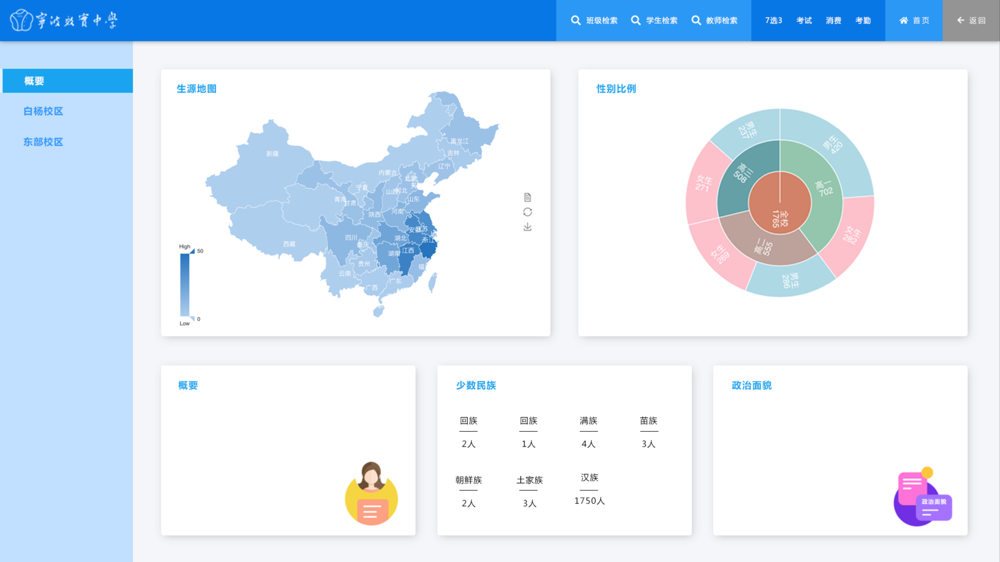 寧波效實中學
班级检索
学生检索
教师检索
7选3
考试
消费
考勤
首页
返回
概要
白杨校区
东部校区
生源地图
黑龙江
吉林
辽宁
新疆
内蒙古
北京
宁夏
山西
河北
山东
青海
甘肃
陕西
河南
安徽
四川
湖北
浙江
重庆
西藏
湖南
江西
贵州
云南
广东
广西
High
50
0
Low
性别比例
男生
237
男生
420
高三
508
高一
702
女生
271
全校
1765
女生
282
高二
555
女生
269
男生
286
概要
少数民族
回族
回族
满族
苗族
2人
1人
4人
3人
朝鲜族
土家族
汉族
2人
3人
1750人
政治面貌
政治面貌